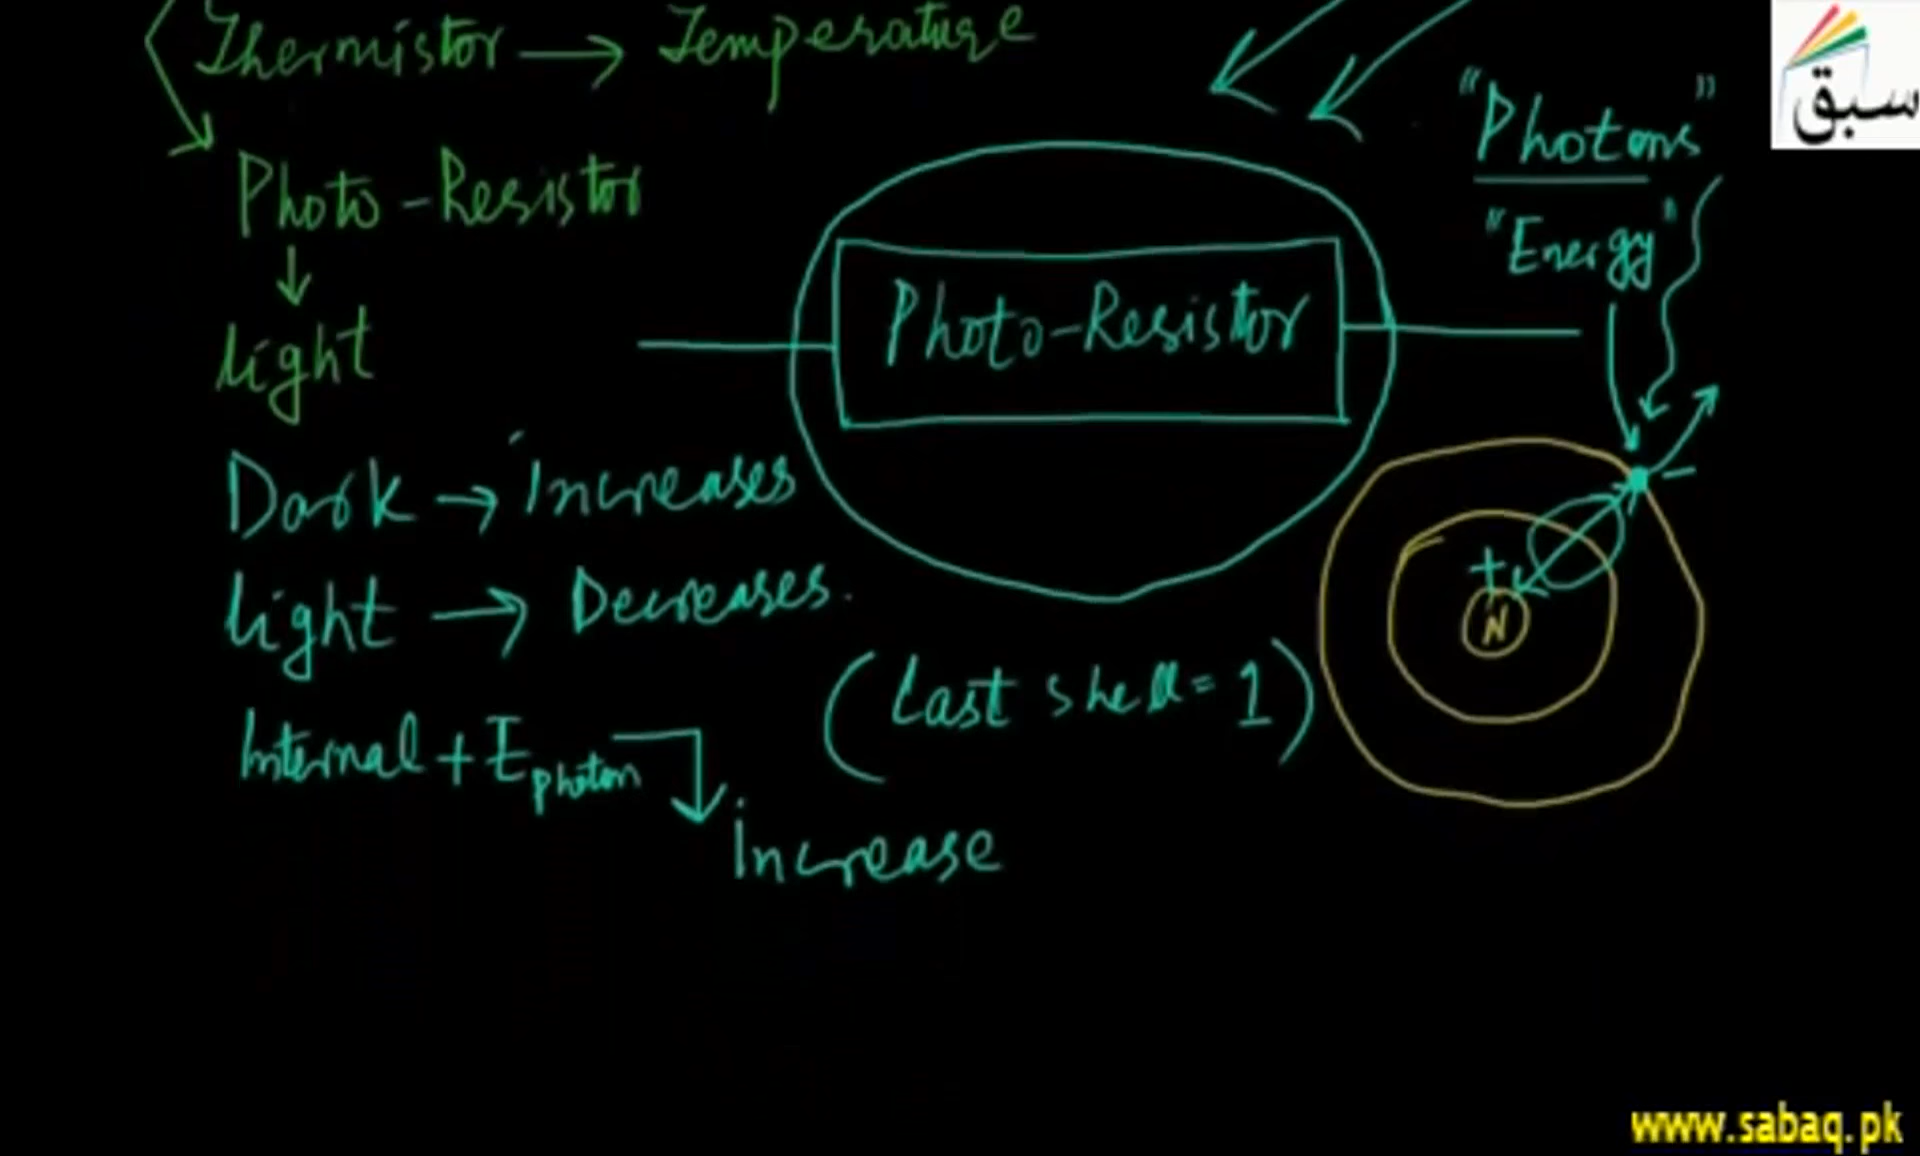 Thermistor → Temperature
Photo-Resistor
↓
light
Dark → Increases
light → Decreases.
Internal + E photon
Increase
Photo-Resistor
(last shell = 1)
"Photons"
"Energy"
+
-
N
سبق
www.sabaq.pk